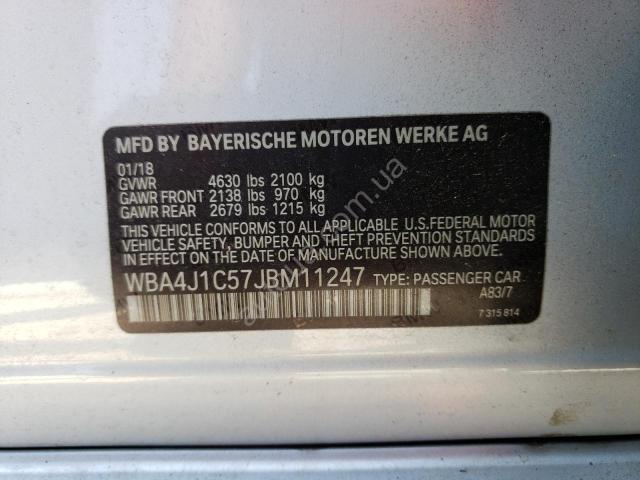 MFD BY BAYERISCHE MOTOREN WERKE AG
01/18
GVWR 4630 lbs 2100 kg
GAWR FRONT 2138 lbs 970 kg
GAWR REAR 2679 lbs 1215 kg
THIS VEHICLE CONFORMS TO ALL APPLICABLE U.S.FEDERAL MOTOR
VEHICLE SAFETY, BUMPER AND THEFT PREVENTION STANDARDS
IN EFFECT ON THE DATE OF MANUFACTURE SHOWN ABOVE.
WBA4J1C57JBM11247 TYPE: PASSENGER CAR
A83/7
7 315 814